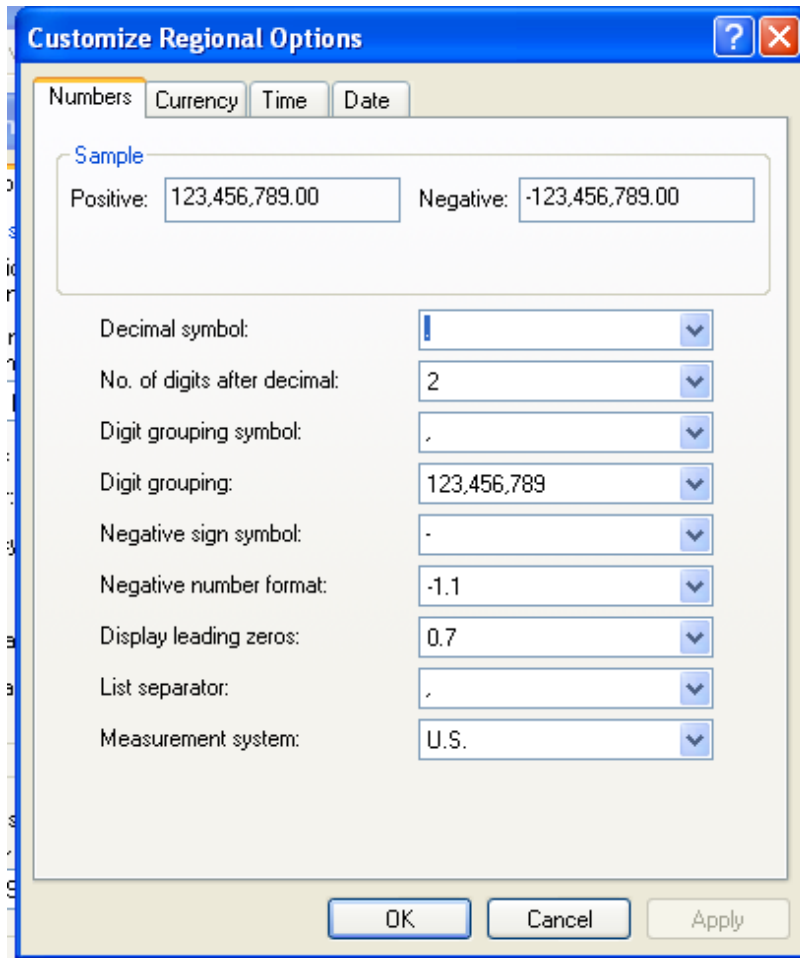 Customize Regional Options
Numbers Currency Time Date
Sample
Positive: 123,456,789.00 Negative: -123,456,789.00
Decimal symbol: .
No. of digits after decimal: 2
Digit grouping symbol: ,
Digit grouping: 123,456,789
Negative sign symbol: -
Negative number format: -1.1
Display leading zeros: 0.7
List separator: ,
Measurement system: U.S.
OK Cancel Apply